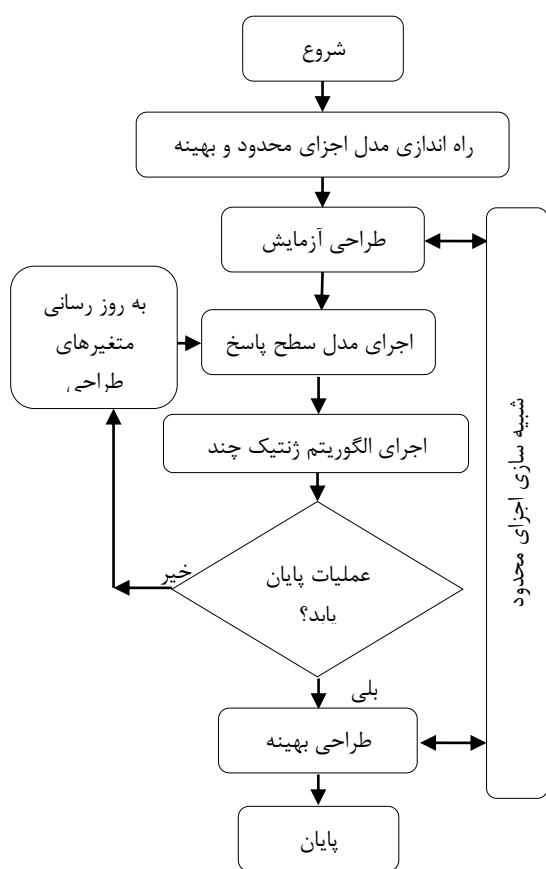 شروع
راه اندازی مدل اجزای محدود و بهینه
طراحی آزمایش
به روز رسانی
متغیرهای
طراحی
اجرای مدل سطح پاسخ
اجرای الگوریتم ژنتیک چند
شبیه سازی اجزای محدود
عملیات پایان
یابد؟
خیر
بلی
طراحی بهینه
پایان